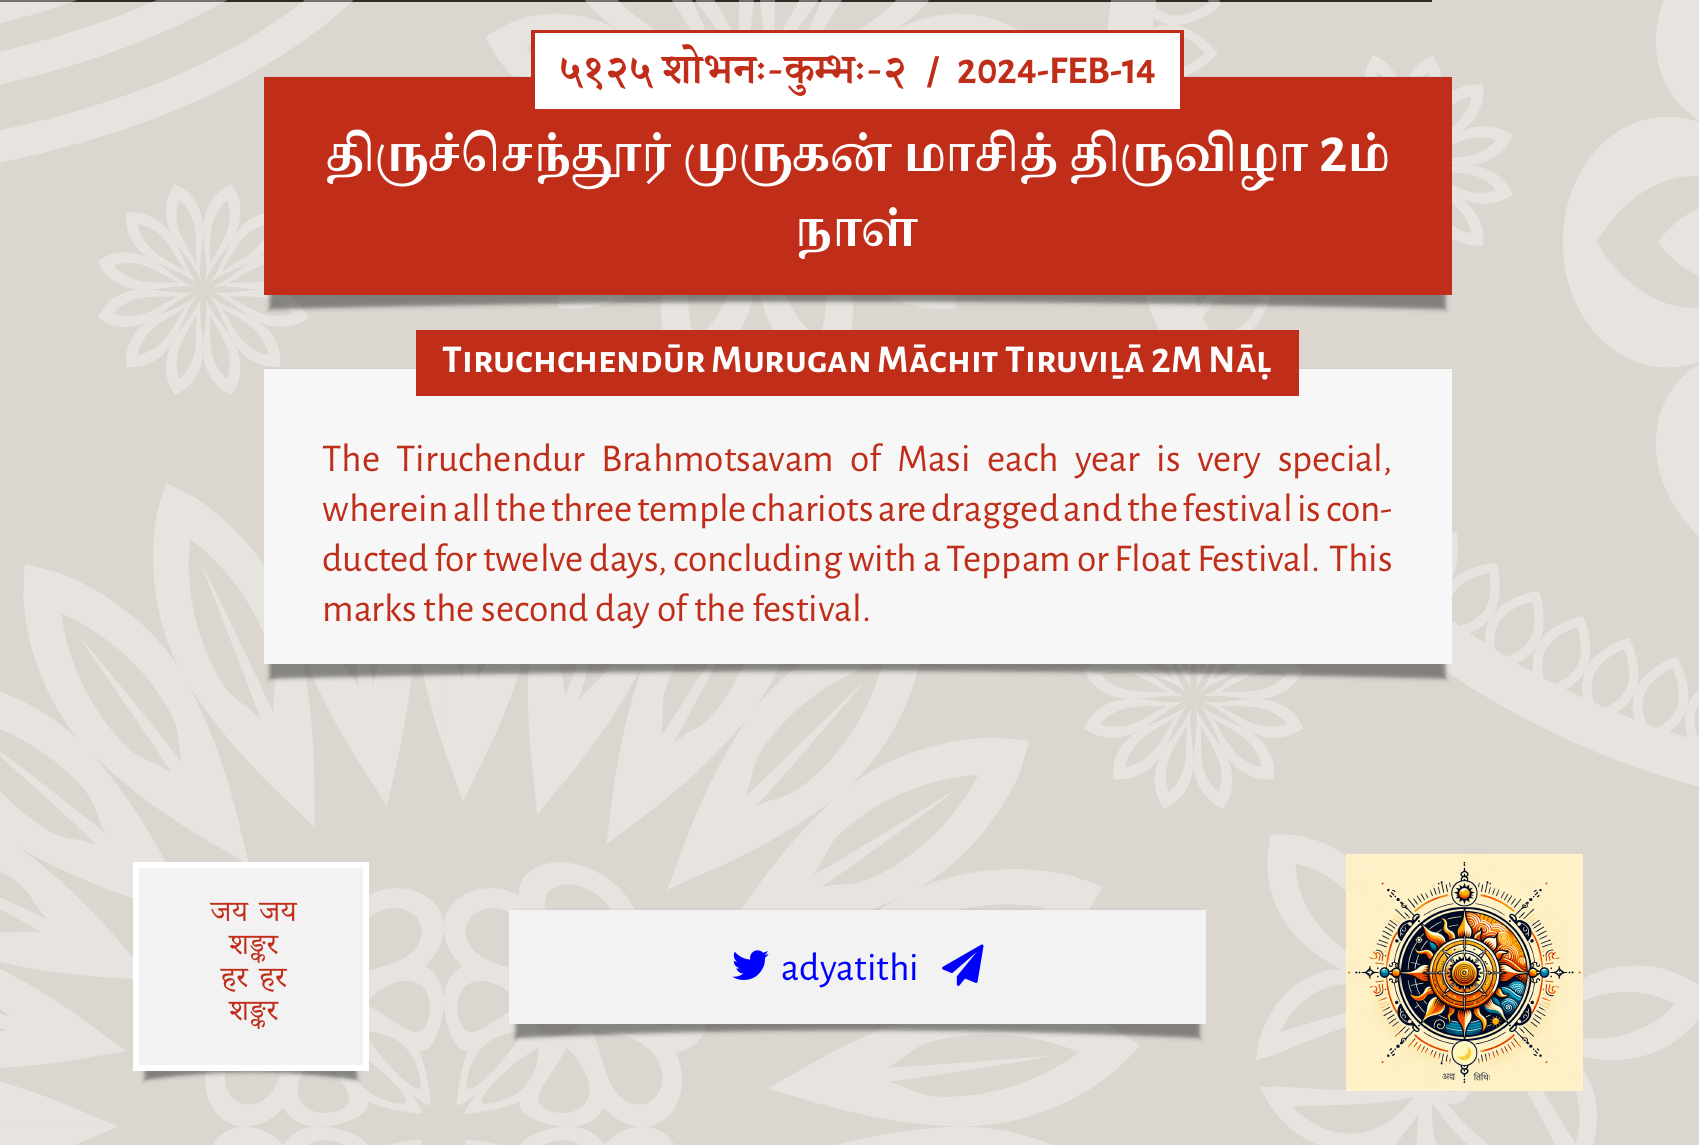 ५१२५ शोभनः-कुम्भः-२ / 2024-FEB-14
திருச்செந்தூர் முருகன் மாசித் திருவிழா 2ம்
நாள்
Tiruchchendūr Murugan Māchit Tiruviḻā 2M Nāḷ
The Tiruchendur Brahmotsavam of Masi each year is very special,
wherein all the three temple chariots are dragged and the festival is con-
ducted for twelve days, concluding with a Teppam or Float Festival. This
marks the second day of the festival.
जय जय
शङ्कर
हर हर
शङ्कर
adyatithi
अद्य तिथिः